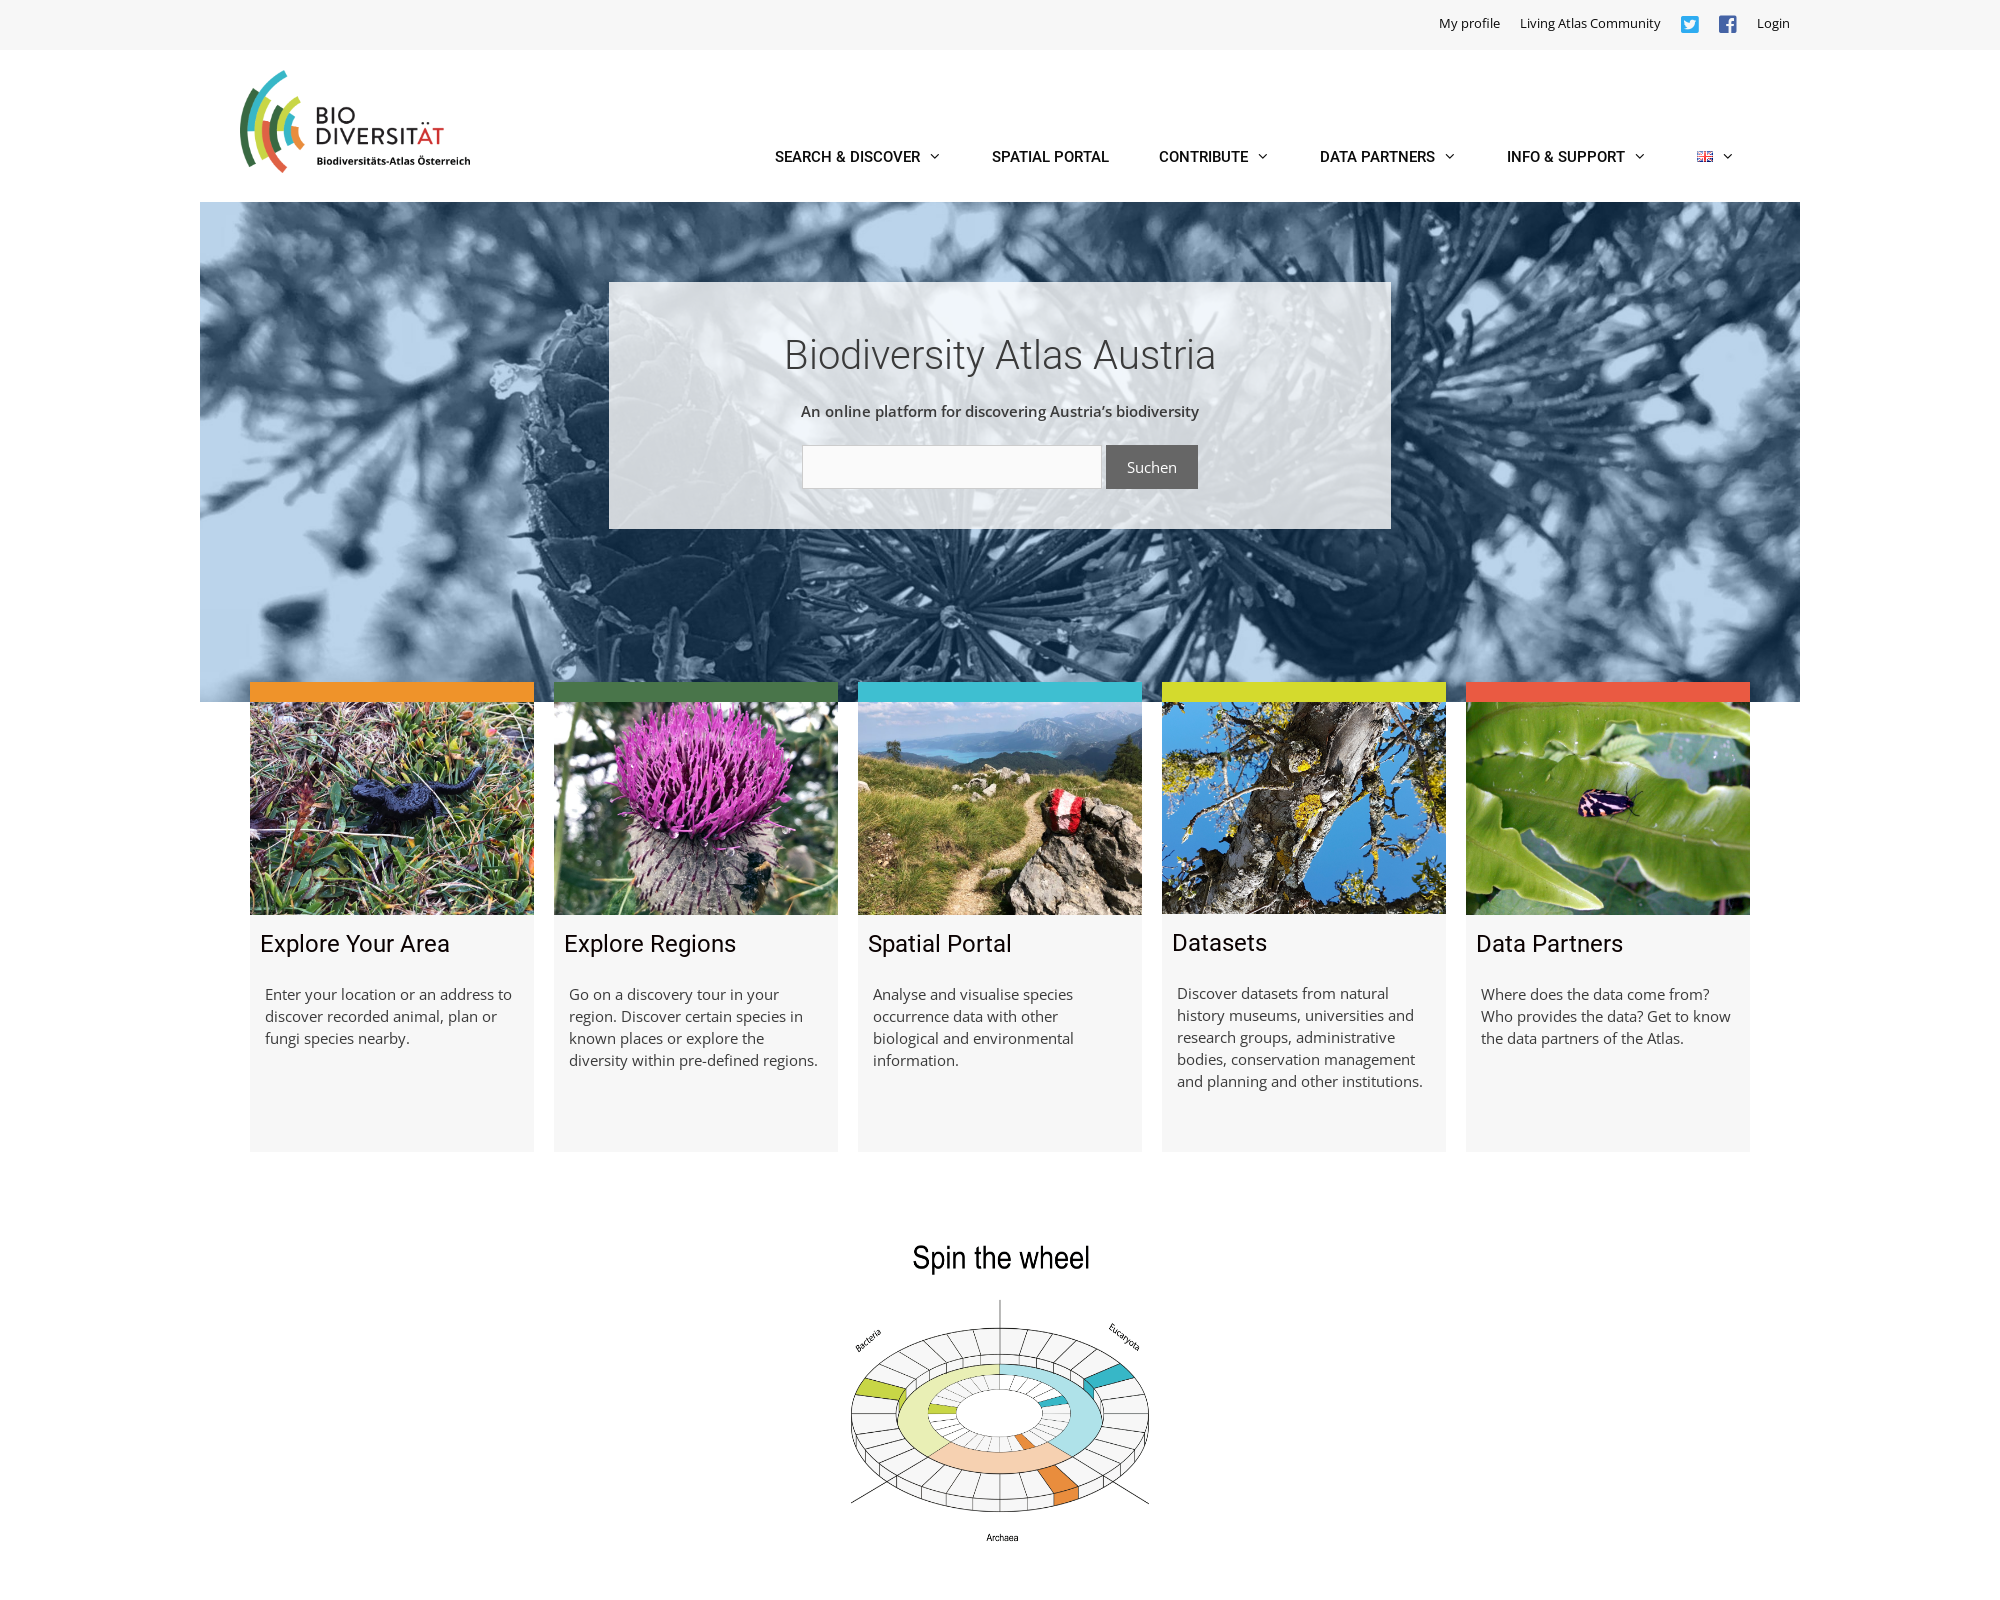 My profile Living Atlas Community Login
BIO
DIVERSITÄT
Biodiversitäts-Atlas Österreich
SEARCH & DISCOVER SPATIAL PORTAL CONTRIBUTE DATA PARTNERS INFO & SUPPORT
Biodiversity Atlas Austria
An online platform for discovering Austria’s biodiversity
Suchen
Explore Your Area
Enter your location or an address to
discover recorded animal, plan or
fungi species nearby.
Explore Regions
Go on a discovery tour in your
region. Discover certain species in
known places or explore the
diversity within pre-defined regions.
Spatial Portal
Analyse and visualise species
occurrence data with other
biological and environmental
information.
Datasets
Discover datasets from natural
history museums, universities and
research groups, administrative
bodies, conservation management
and planning and other institutions.
Data Partners
Where does the data come from?
Who provides the data? Get to know
the data partners of the Atlas.
Spin the wheel
Bacteria
Eucaryota
Archaea